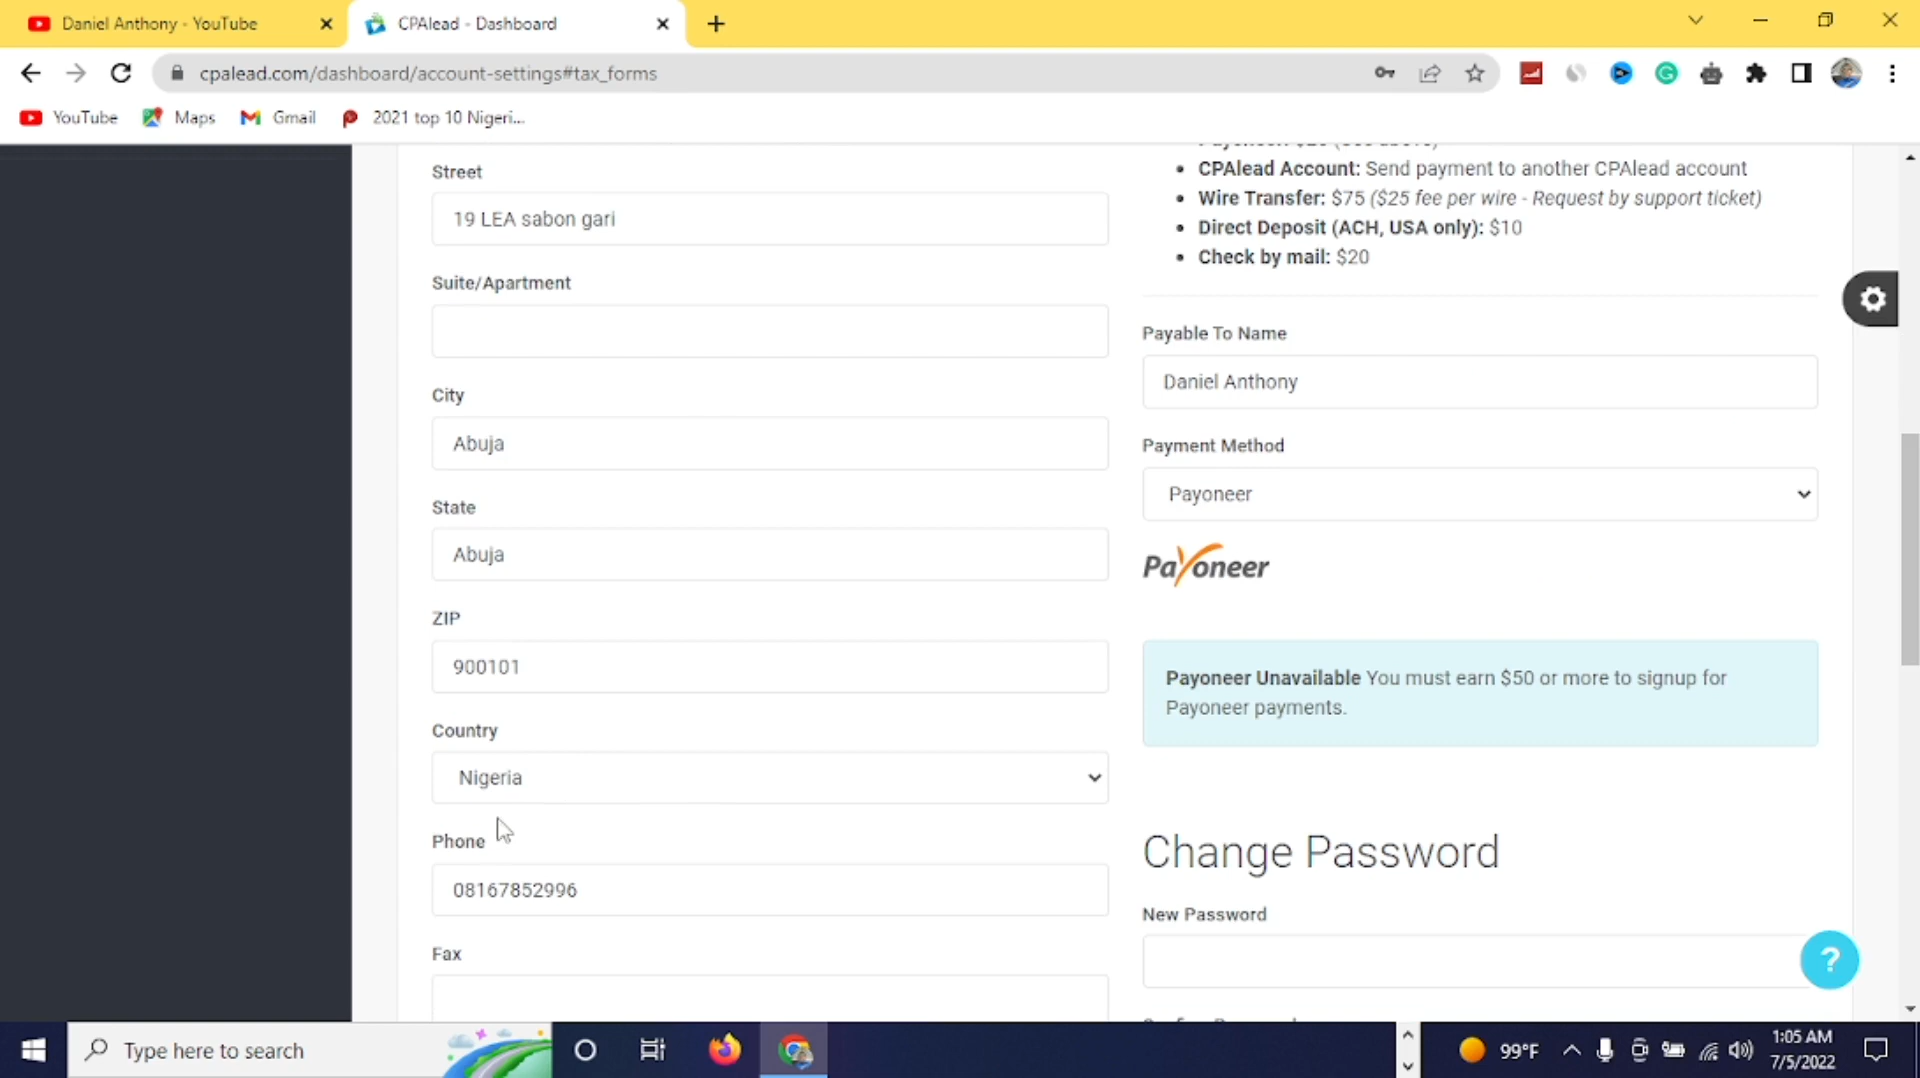 Daniel Anthony - YouTube
CPAlead - Dashboard
cpalead.com/dashboard/account-settings#tax_forms
YouTube
Maps
Gmail
2021 top 10 Nigeri...
Street
19 LEA sabon gari
Suite/Apartment
City
Abuja
State
Abuja
ZIP
900101
Country
Nigeria
Phone
08167852996
Fax
CPAlead Account: Send payment to another CPAlead account
Wire Transfer: $75 ($25 fee per wire - Request by support ticket)
Direct Deposit (ACH, USA only): $10
Check by mail: $20
Payable To Name
Daniel Anthony
Payment Method
Payoneer
Payoneer
Payoneer Unavailable You must earn $50 or more to signup for
Payoneer payments.
Change Password
New Password
?
Type here to search
99°F
1:05 AM
7/5/2022